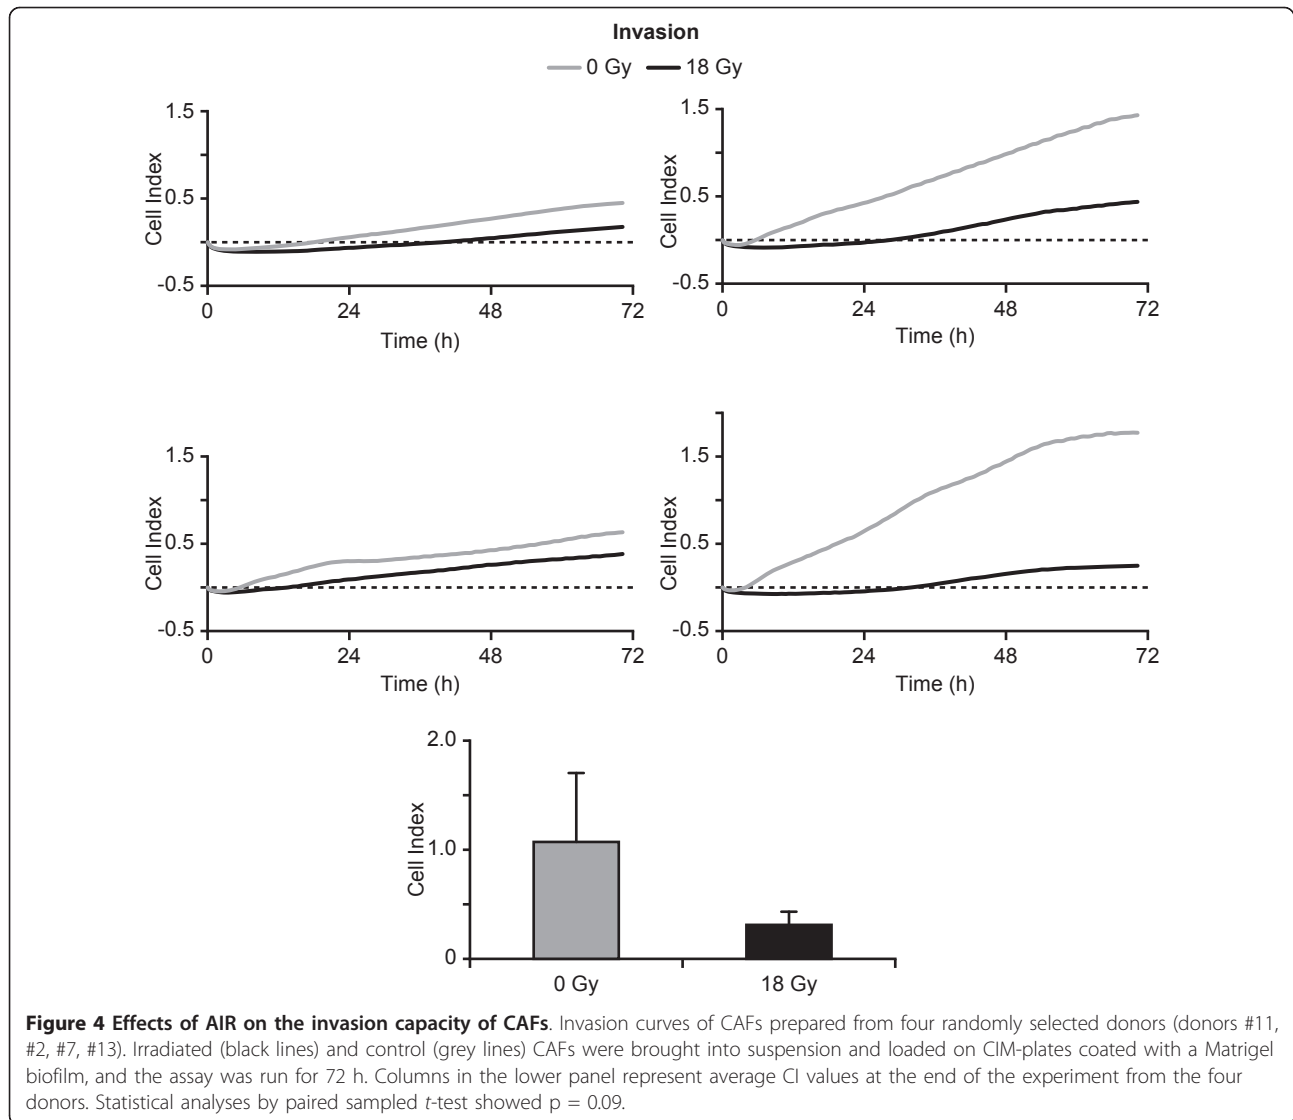 Invasion
0 Gy 18 Gy
1.5
0.5
-0.5
Cell Index
0 24 48 72
Time (h)
1.5
0.5
-0.5
Cell Index
0 24 48 72
Time (h)
1.5
0.5
-0.5
Cell Index
0 24 48 72
Time (h)
1.5
0.5
-0.5
Cell Index
0 24 48 72
Time (h)
2.0
1.0
0
Cell Index
0 Gy 18 Gy
Figure 4 Effects of AIR on the invasion capacity of CAFs. Invasion curves of CAFs prepared from four randomly selected donors (donors #11,
#2, #7, #13). Irradiated (black lines) and control (grey lines) CAFs were brought into suspension and loaded on CIM-plates coated with a Matrigel
biofilm, and the assay was run for 72 h. Columns in the lower panel represent average CI values at the end of the experiment from the four
donors. Statistical analyses by paired sampled t-test showed p = 0.09.